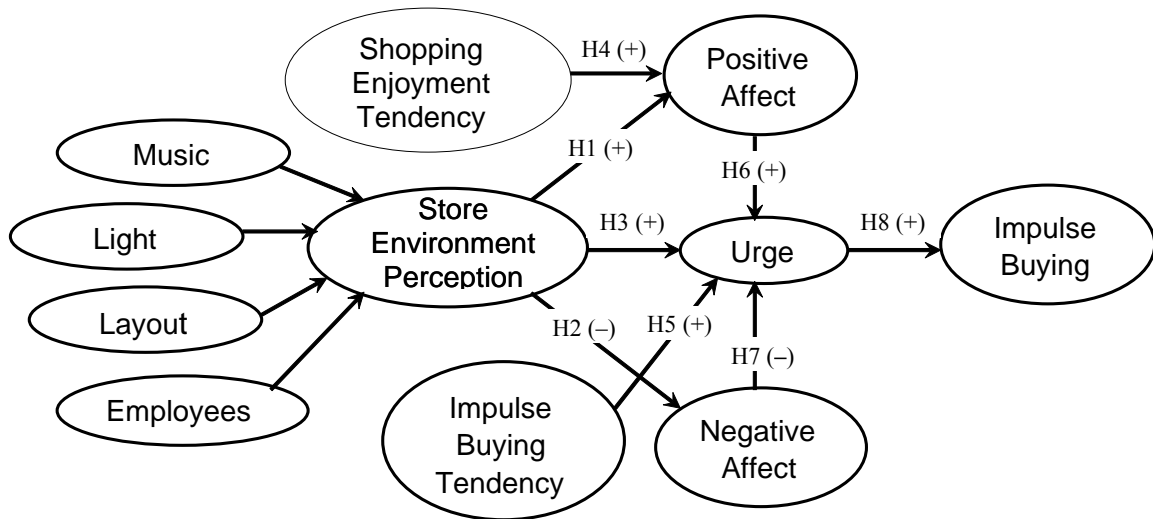 Shopping
Enjoyment
Tendency
H4 (+)
Positive
Affect
Music
H1 (+)
H6 (+)
Light
Store
Environment
Perception
H3 (+)
Urge
H8 (+)
Impulse
Buying
Layout
H2 (–)
H5 (+)
H7 (–)
Employees
Impulse
Buying
Tendency
Negative
Affect